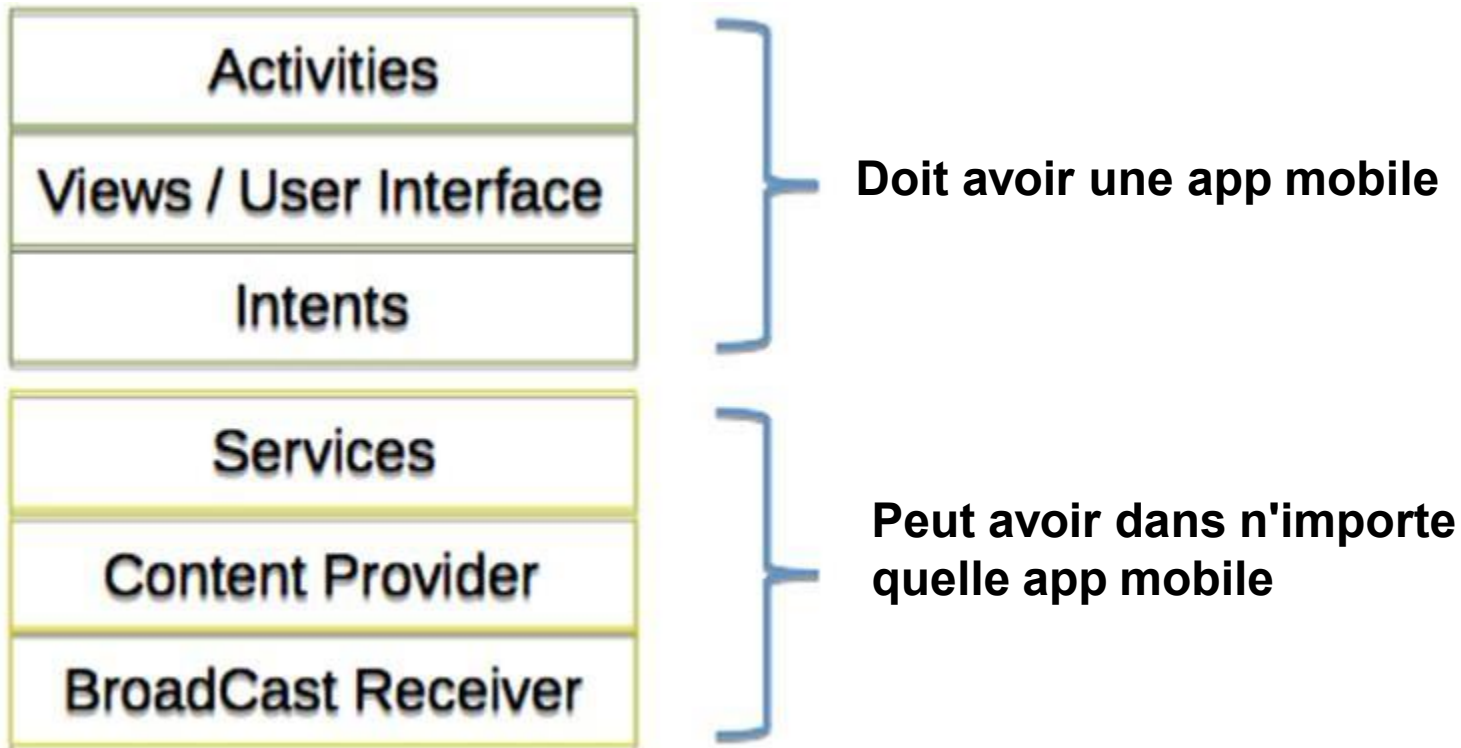 Activities
Views / User Interface
Intents
Doit avoir une app mobile
Services
Content Provider
BroadCast Receiver
Peut avoir dans n'importe
quelle app mobile